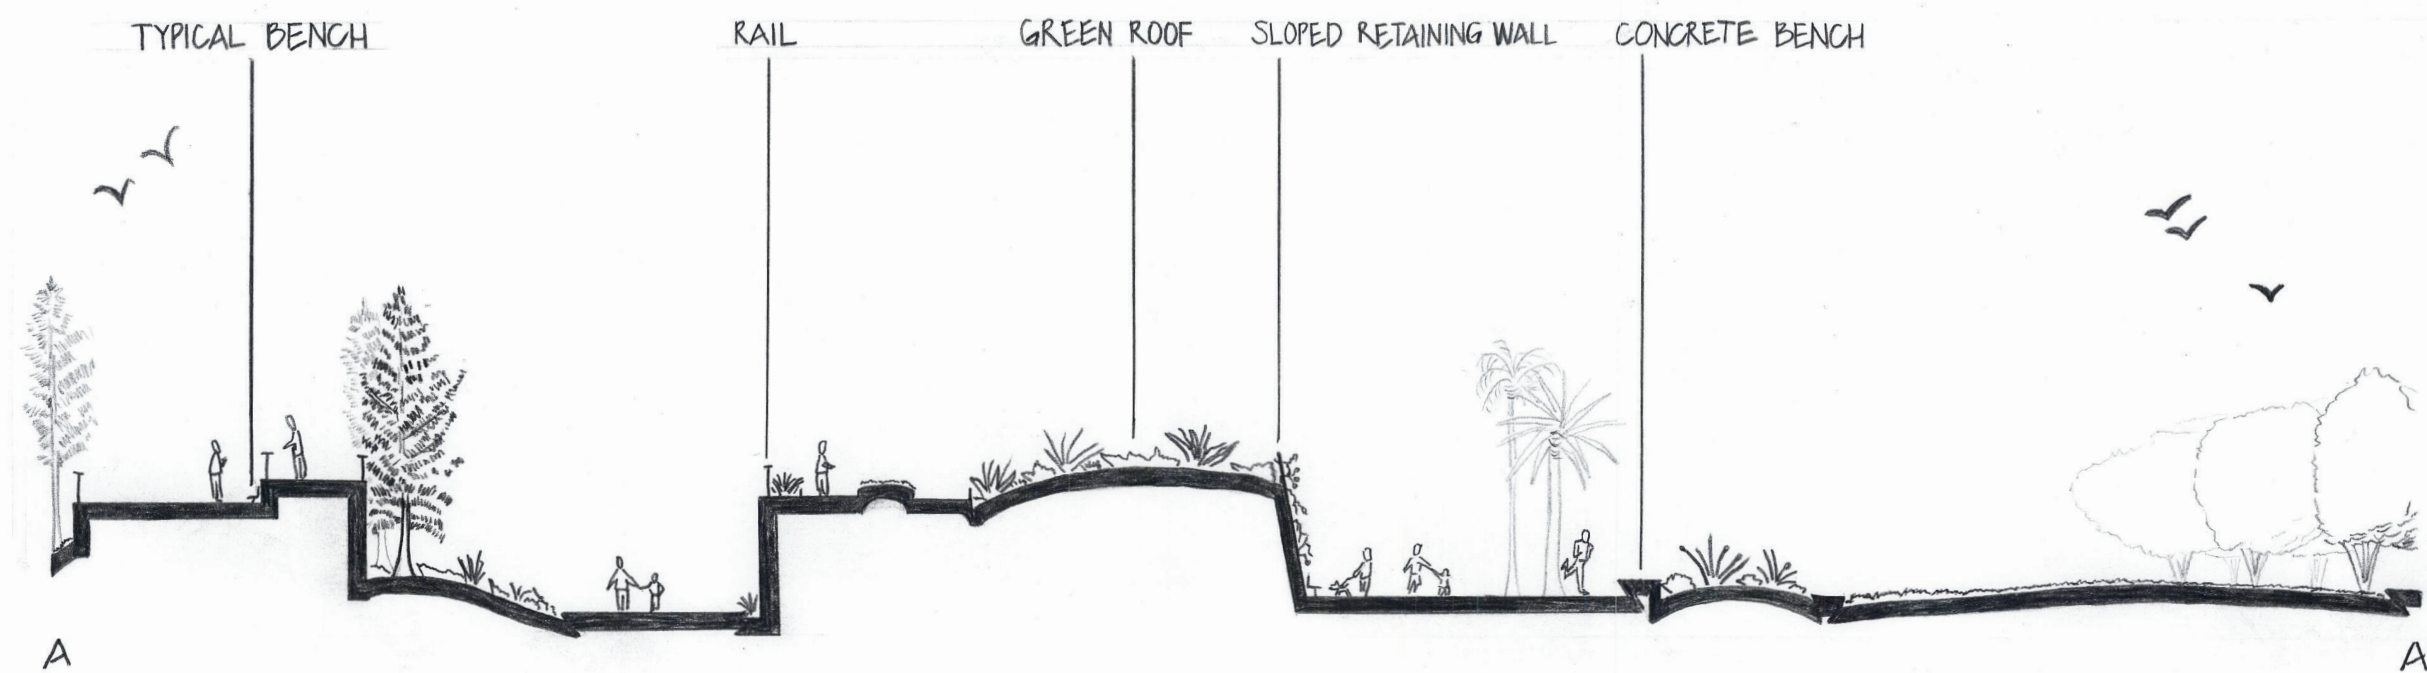 TYPICAL BENCH
RAIL
GREEN ROOF
SLOPED RETAINING WALL
CONCRETE BENCH
A
A